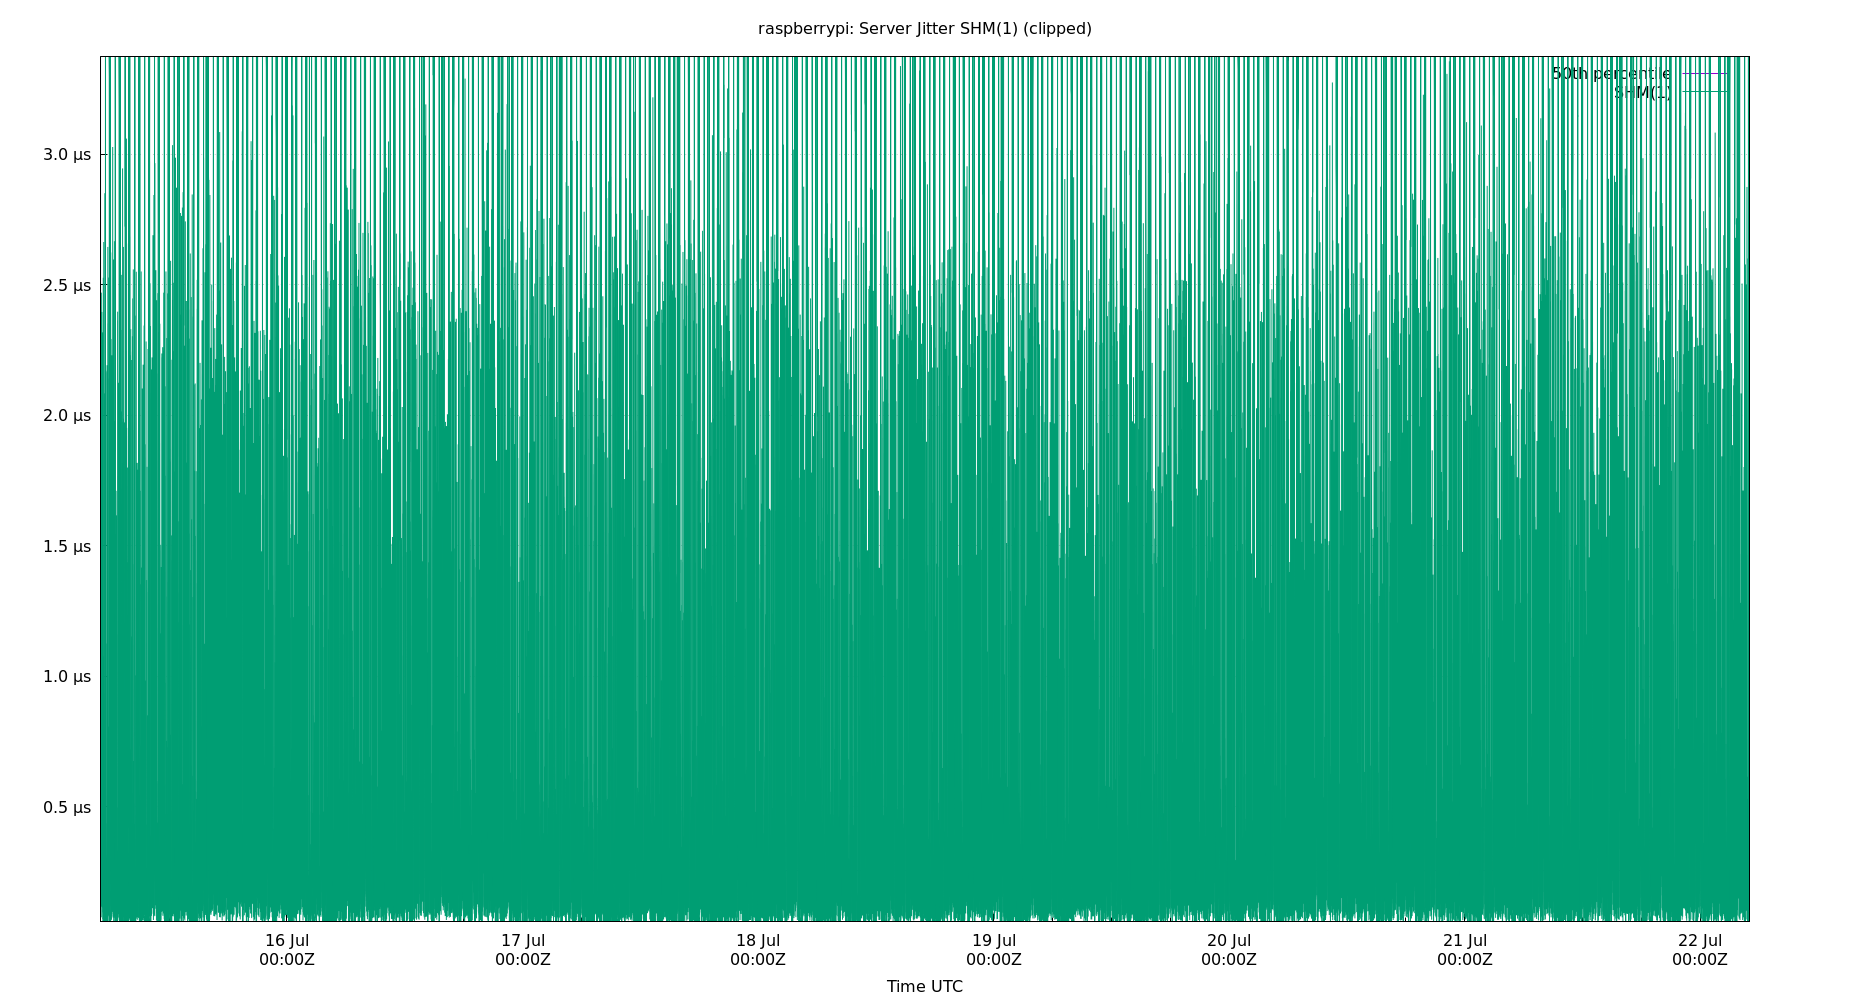 raspberrypi: Server Jitter SHM(1) (clipped)
50th percentile
SHM(1)
3.0 μs
2.5 μs
2.0 μs
1.5 μs
1.0 μs
0.5 μs
16 Jul 17 Jul 18 Jul 19 Jul 20 Jul 21 Jul 22 Jul
00:00Z 00:00Z 00:00Z 00:00Z 00:00Z 00:00Z 00:00Z
Time UTC